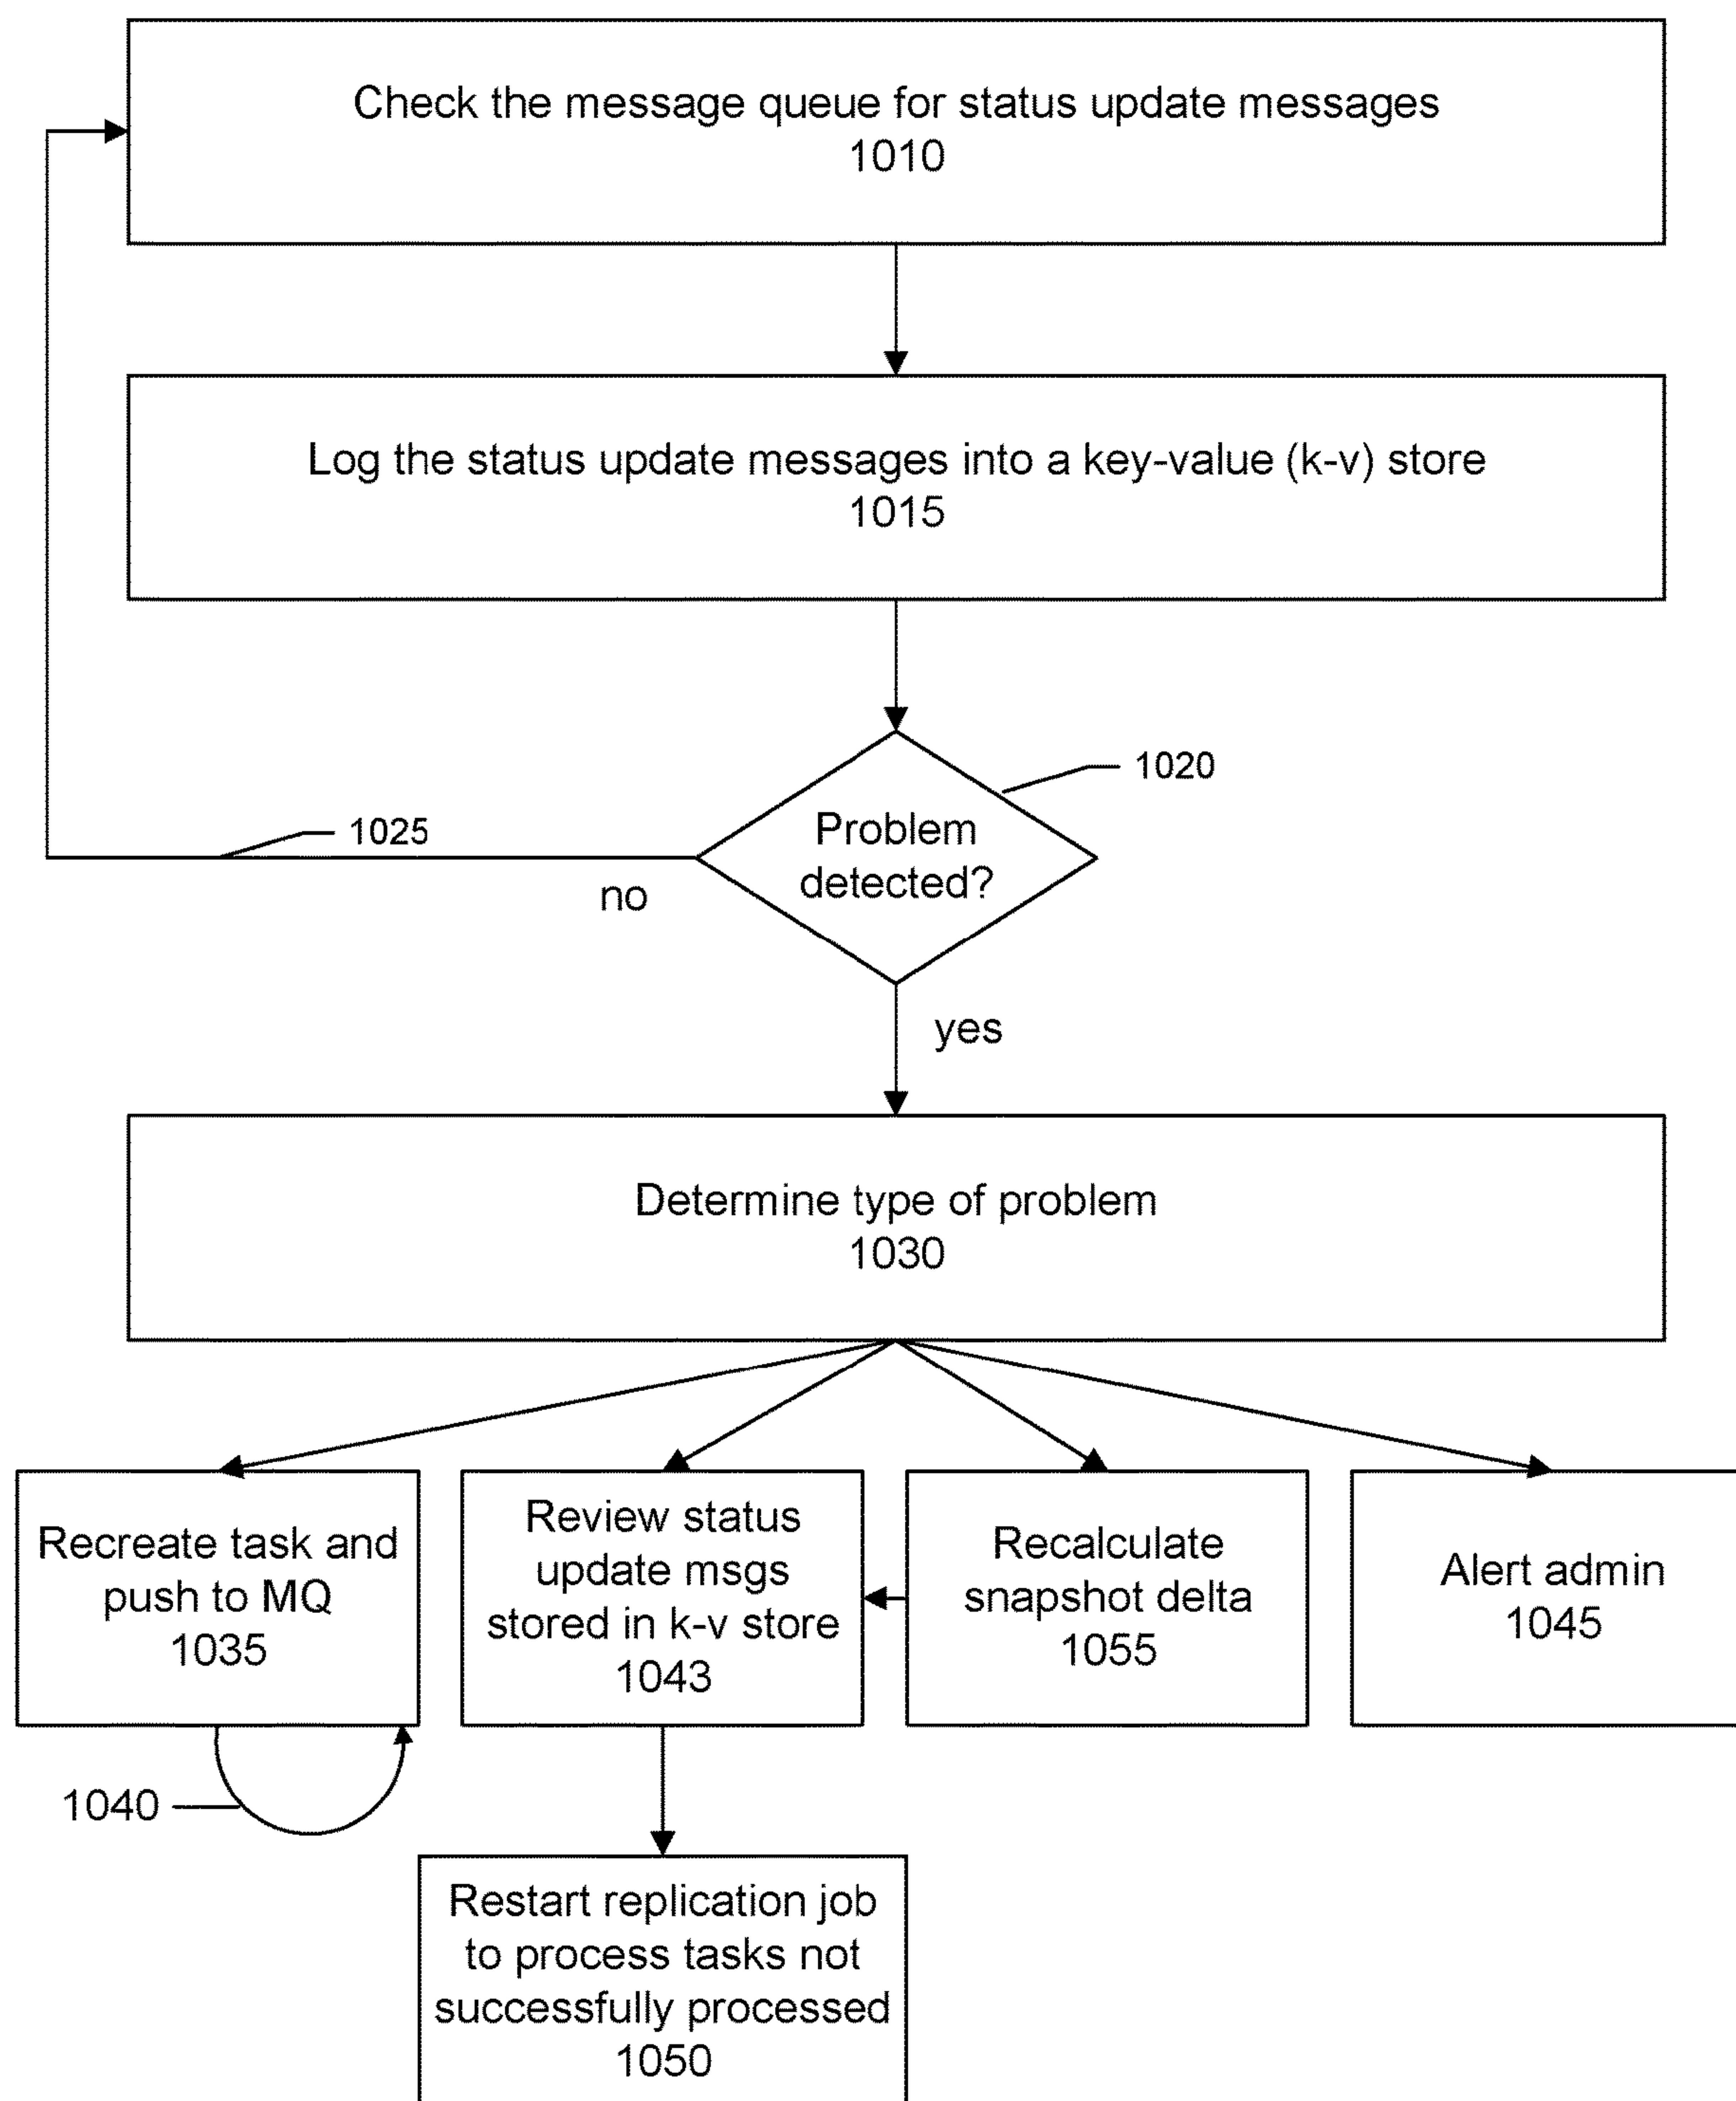 Check the message queue for status update messages
1010
Log the status update messages into a key-value (k-v) store
1015
1020
1025
Problem
detected?
no
yes
Determine type of problem
1030
Recreate task and
push to MQ
1035
Review status
update msgs
stored in k-v store
1043
Recalculate
snapshot delta
1055
Alert admin
1045
1040
Restart replication job
to process tasks not
successfully processed
1050